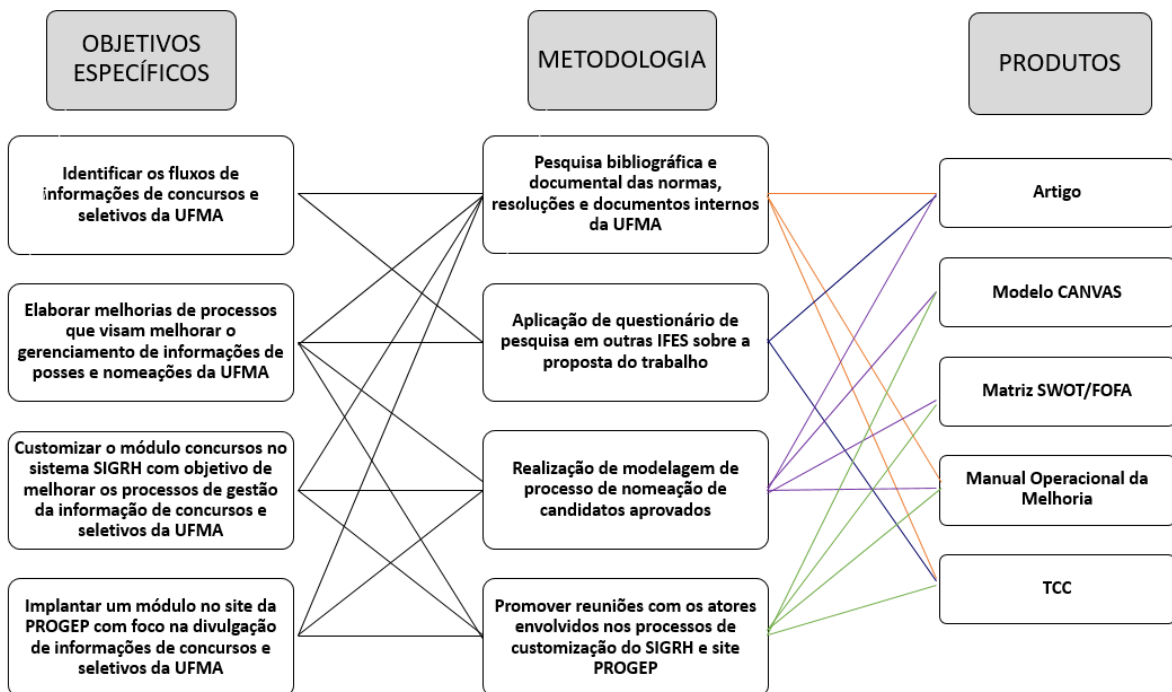 OBJETIVOS
ESPECÍFICOS
METODOLOGIA
PRODUTOS
Identificar os fluxos de
informações de concursos e
seletivos da UFMA
Elaborar melhorias de processos
que visam melhorar o
gerenciamento de informações de
posses e nomeações da UFMA
Customizar o módulo concursos no
sistema SIGRH com objetivo de
melhorar os processos de gestão
da informação de concursos e
seletivos da UFMA
Implantar um módulo no site da
PROGEP com foco na divulgação
de informações de concursos e
seletivos da UFMA
Pesquisa bibliográfica e
documental das normas,
resoluções e documentos internos
da UFMA
Aplicação de questionário de
pesquisa em outras IFES sobre a
proposta do trabalho
Realização de modelagem de
processo de nomeação de
candidatos aprovados
Promover reuniões com os atores
envolvidos nos processos de
customização do SIGRH e site
PROGEP
Artigo
Modelo CANVAS
Matriz SWOT/FOFA
Manual Operacional da
Melhoria
TCC